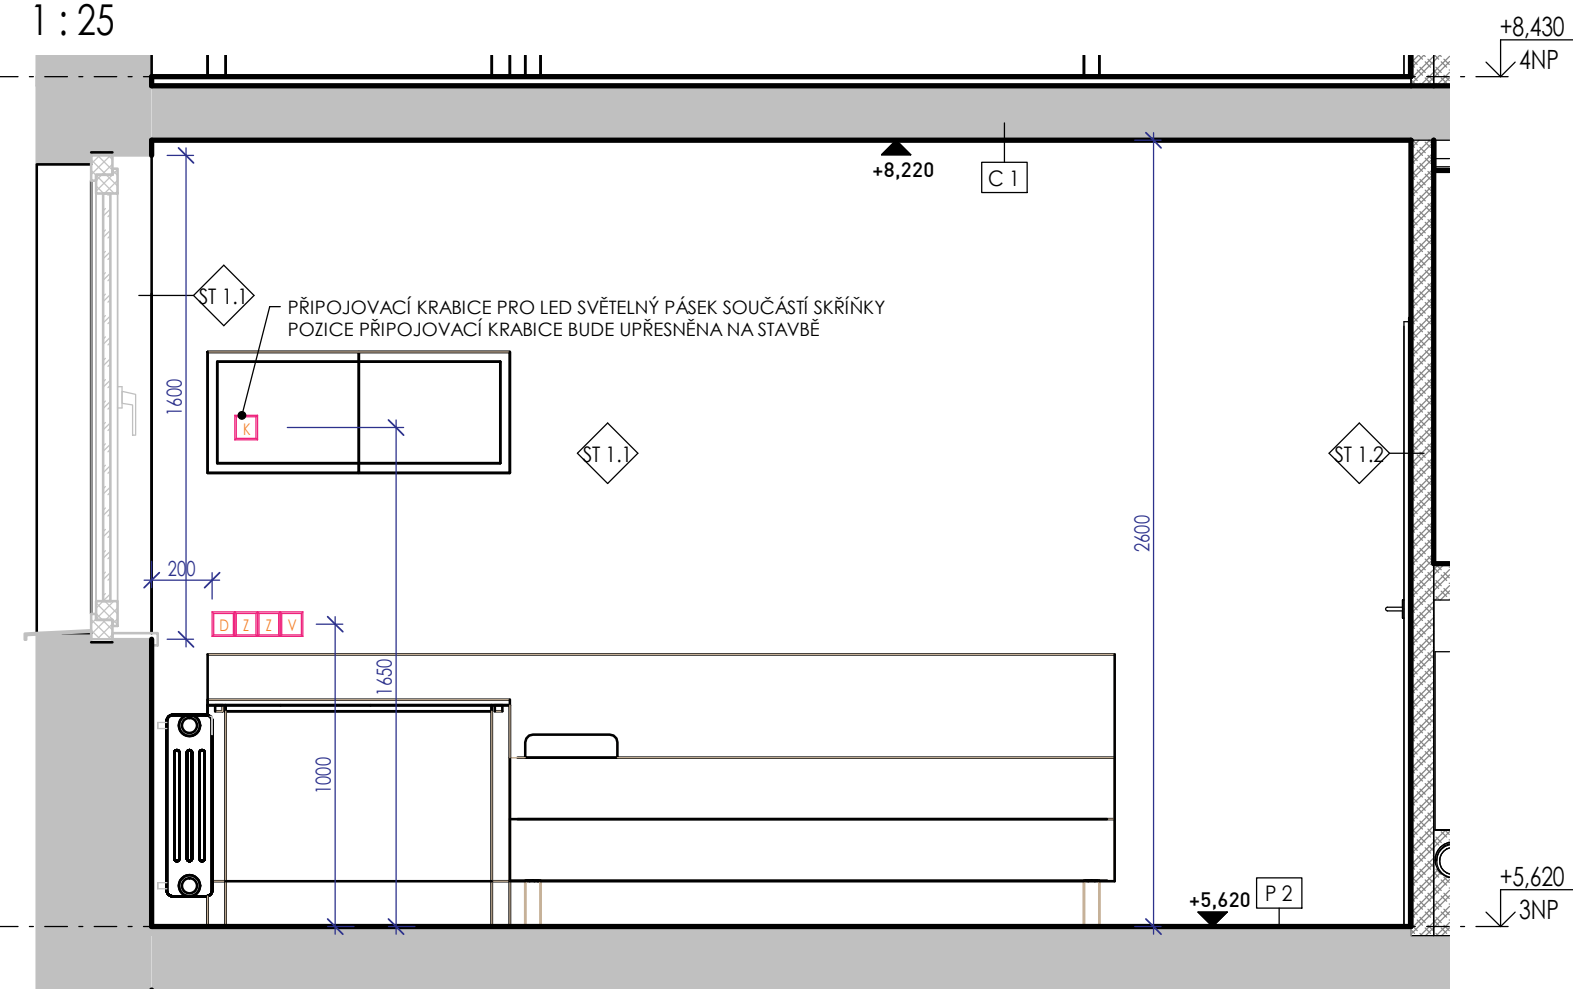 1 : 25
+8,430
4NP
+8,220
C 1
ST 1.1
PŘIPOJOVACÍ KRABICE PRO LED SVĚTELNÝ PÁSEK SOUČÁSTÍ SKŘÍŇKY
POZICE PŘIPOJOVACÍ KRABICE BUDE UPŘESNĚNA NA STAVBĚ
1600
K
ST 1.1
ST 1.2
2600
200
D Z Z V
1650
1000
+5,620
P 2
+5,620
3NP